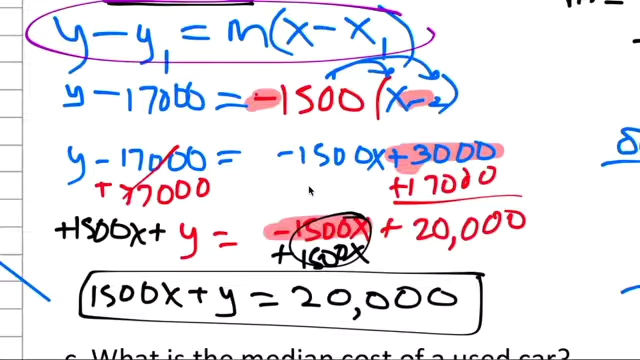 y - y₁ = m(x - x₁)
y - 17000 = -1500(x - 2)
y - 17000 = -1500x + 3000
+ 17000 + 17000
+1500x + y = -1500x + 20,000
+ 1500x
1500x + y = 20,000
c. What is the median cost of a used car?